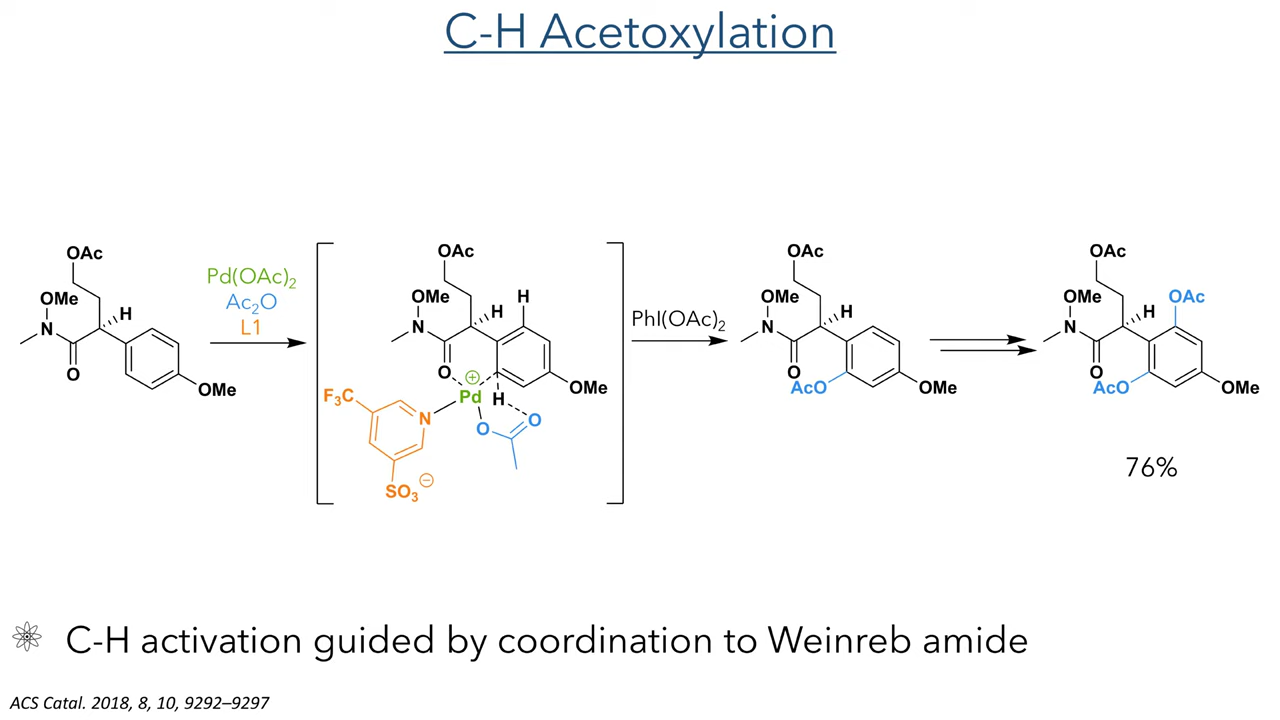 C-H Acetoxylation
OAc
OMe
N
H
O
OMe
Pd(OAc)2
Ac2O
L1
OAc
OMe
N
H
H
O
⊕
Pd
H
OMe
F3C
N
O
O
SO3
⊖
PhI(OAc)2
OAc
OMe
N
H
O
AcO
OMe
OAc
OMe
N
H
OAc
O
AcO
OMe
76%
C-H activation guided by coordination to Weinreb amide
ACS Catal. 2018, 8, 10, 9292–9297